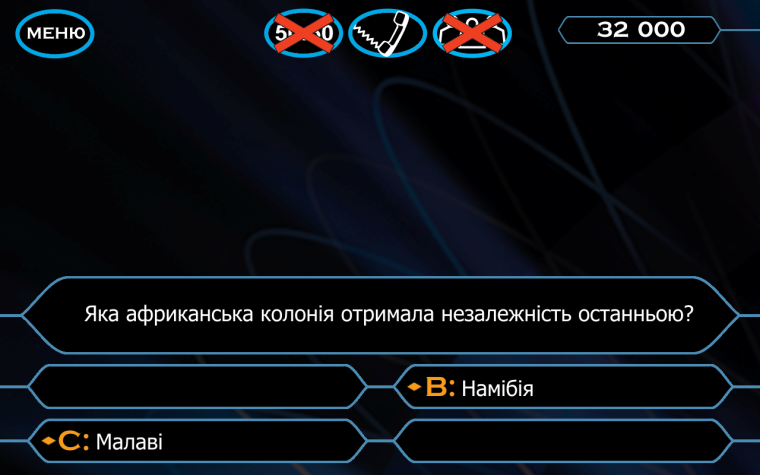 МЕНЮ
32 000
Яка африканська колонія отримала незалежність останньою?
B: Намібія
C: Малаві